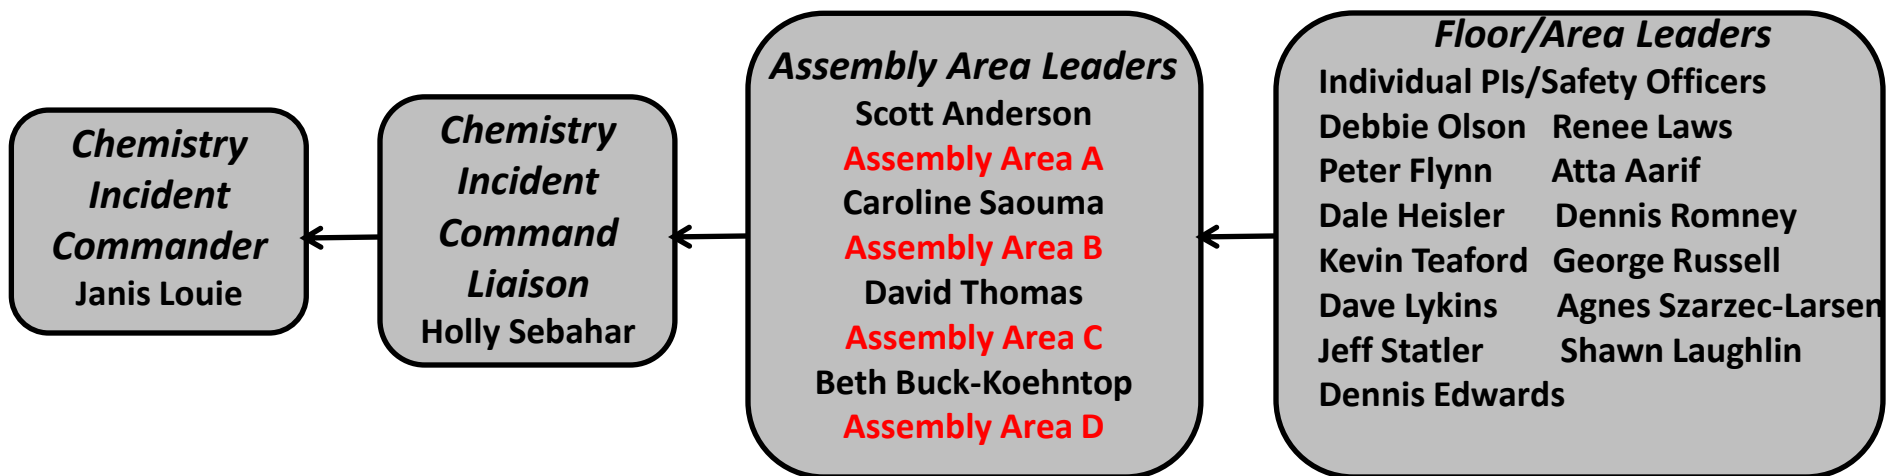 Chemistry
Incident
Commander
Janis Louie
Chemistry
Incident
Command
Liaison
Holly Sebahar
Assembly Area Leaders
Scott Anderson
Assembly Area A
Caroline Saouma
Assembly Area B
David Thomas
Assembly Area C
Beth Buck-Koehntop
Assembly Area D
Floor/Area Leaders
Individual PIs/Safety Officers
Debbie Olson Renee Laws
Peter Flynn Atta Aarif
Dale Heisler Dennis Romney
Kevin Teaford George Russell
Dave Lykins Agnes Szarzec-Larsen
Jeff Statler Shawn Laughlin
Dennis Edwards